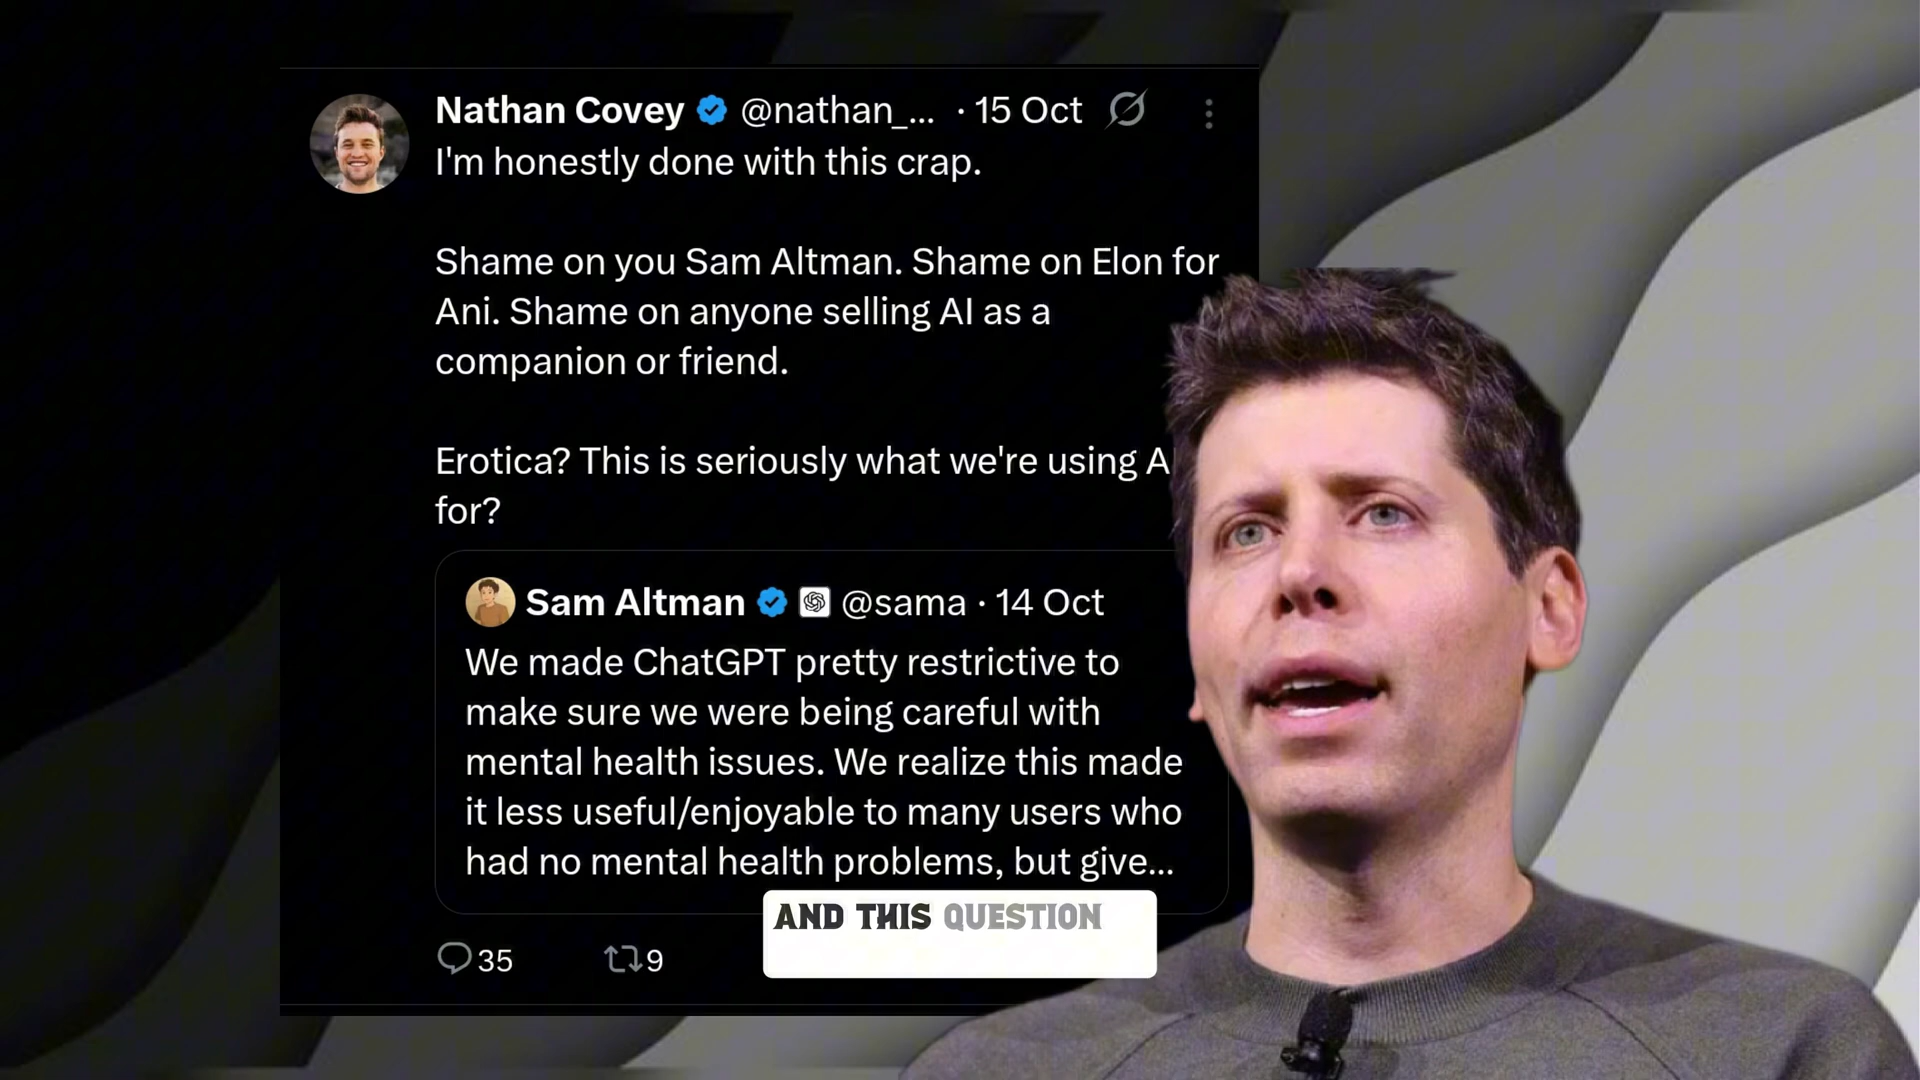 Nathan Covey @nathan_... · 15 Oct
I'm honestly done with this crap.
Shame on you Sam Altman. Shame on Elon for
Ani. Shame on anyone selling AI as a
companion or friend.
Erotica? This is seriously what we're using A
for?
Sam Altman @sama · 14 Oct
We made ChatGPT pretty restrictive to
make sure we were being careful with
mental health issues. We realize this made
it less useful/enjoyable to many users who
had no mental health problems, but give...
AND THIS QUESTION
35 9